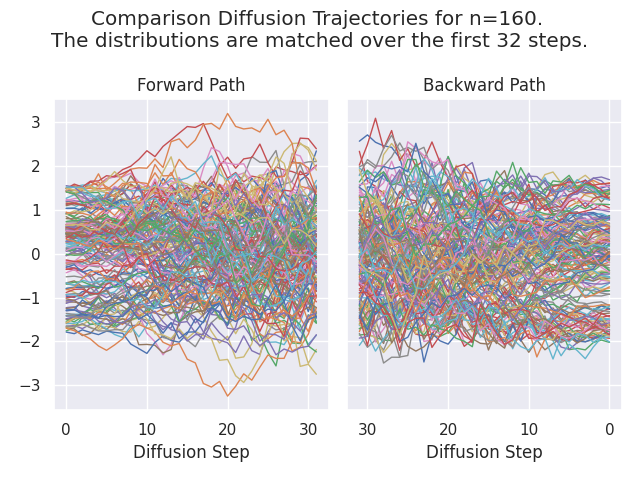 Comparison Diffusion Trajectories for n=160.
The distributions are matched over the first 32 steps.
Forward Path
Backward Path
3
2
1
0
−1
−2
−3
0 10 20 30
30 20 10 0
Diffusion Step
Diffusion Step